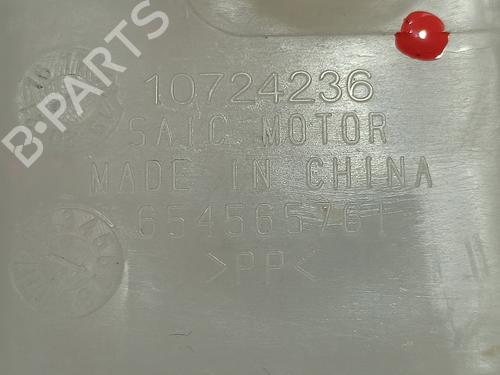 B-PARTS
10724236
SAIC MOTOR
MADE IN CHINA
654565761
>PP<